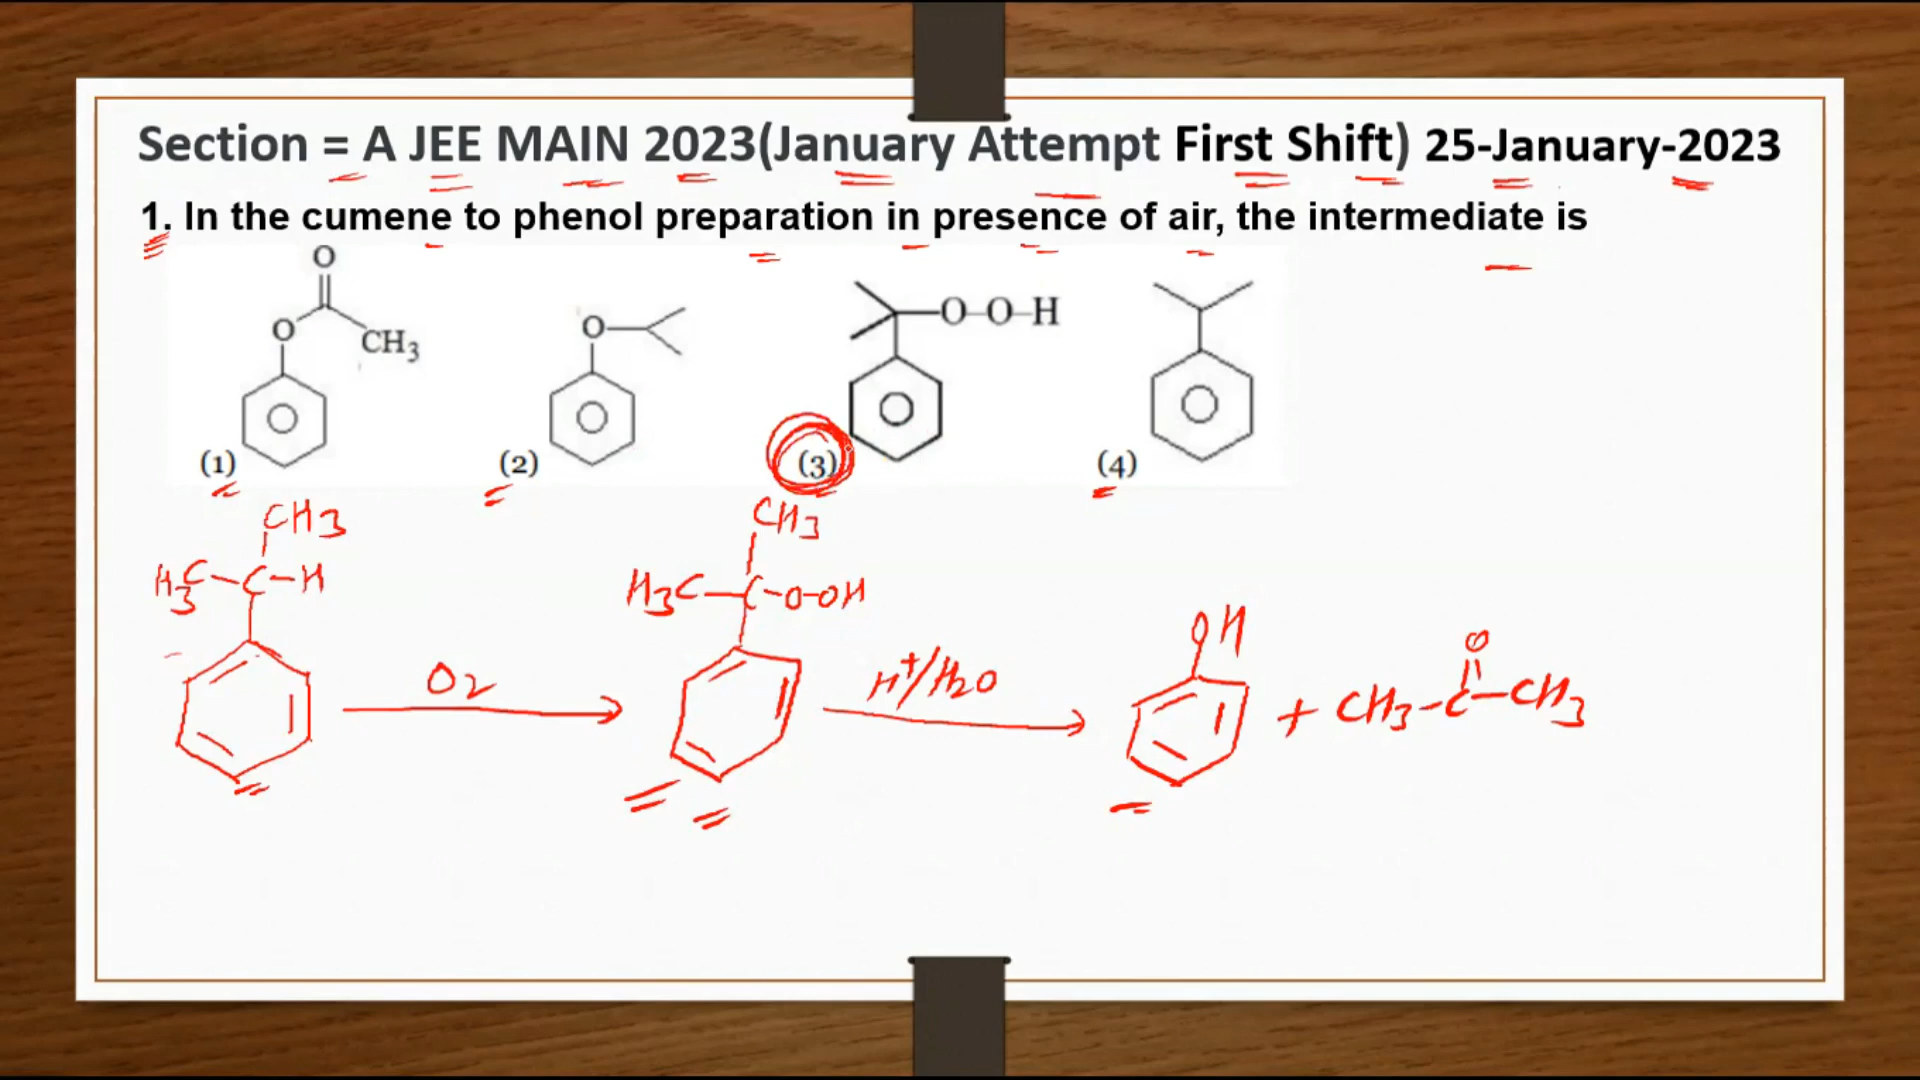 Section = A JEE MAIN 2023(January Attempt First Shift) 25-January-2023
1. In the cumene to phenol preparation in presence of air, the intermediate is
O
O
CH3
O
O-O-H
(1)
(2)
(3)
(4)
CH3
H3C-C-H
O2
CH3
H3C-C-O-OH
H+/H2O
OH
+ CH3-C-CH3
O